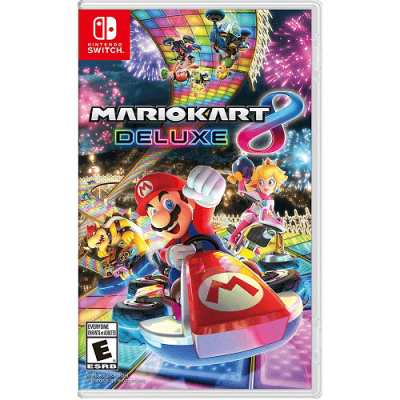 NINTENDO
SWITCH
MARIOKART 8
DELUXE
M
M
EVERYONE
E
ESRB